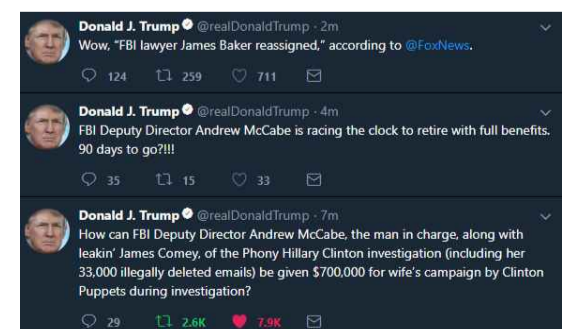 Donald J. Trump @realDonaldTrump · 2m
Wow, "FBI lawyer James Baker reassigned," according to @FoxNews.
124 259 711
Donald J. Trump @realDonaldTrump · 4m
FBI Deputy Director Andrew McCabe is racing the clock to retire with full benefits.
90 days to go?!!!
35 15 33
Donald J. Trump @realDonaldTrump · 7m
How can FBI Deputy Director Andrew McCabe, the man in charge, along with
leakin' James Comey, of the Phony Hillary Clinton investigation (including her
33,000 illegally deleted emails) be given $700,000 for wife's campaign by Clinton
Puppets during investigation?
29 2.6K 7.9K